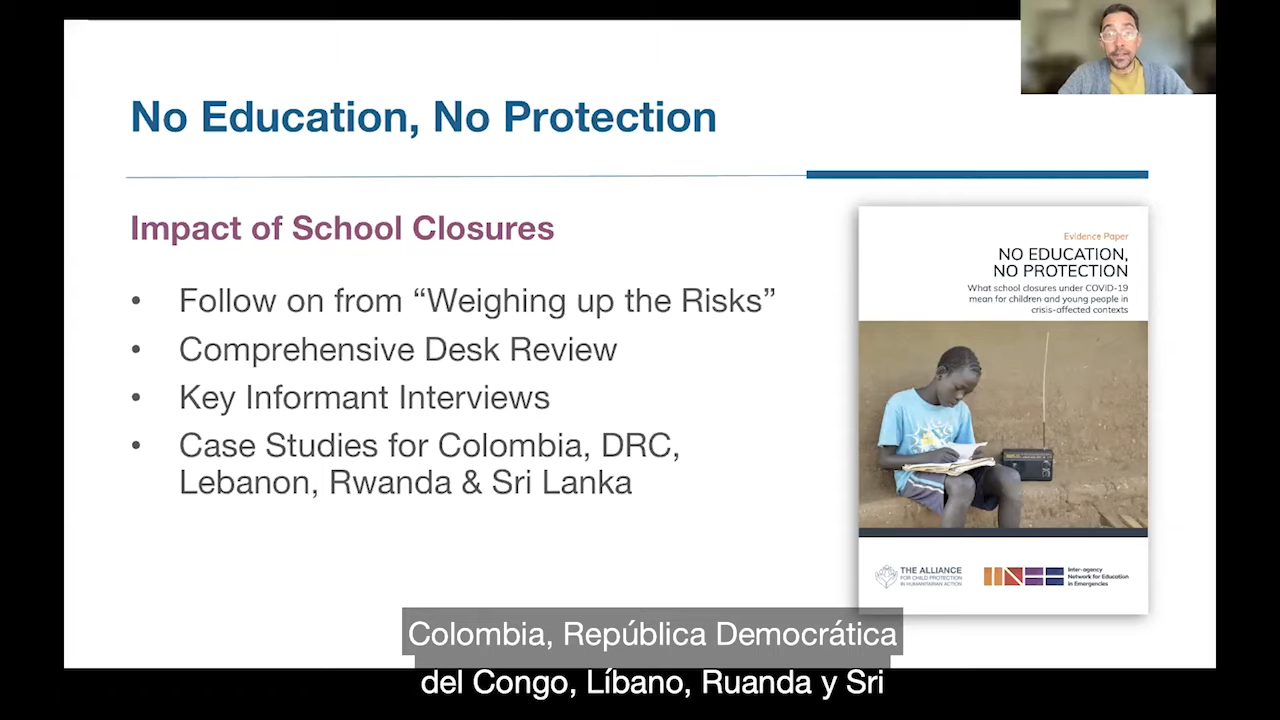 No Education, No Protection
Impact of School Closures
• Follow on from “Weighing up the Risks”
• Comprehensive Desk Review
• Key Informant Interviews
• Case Studies for Colombia, DRC,
Lebanon, Rwanda & Sri Lanka
Evidence Paper
NO EDUCATION,
NO PROTECTION
What school closures under COVID-19
mean for children and young people in
crisis-affected contexts
THE ALLIANCE
FOR CHILD PROTECTION
IN HUMANITARIAN ACTION
INEE
Inter-agency
Network for Education
in Emergencies
Colombia, República Democrática
del Congo, Líbano, Ruanda y Sri